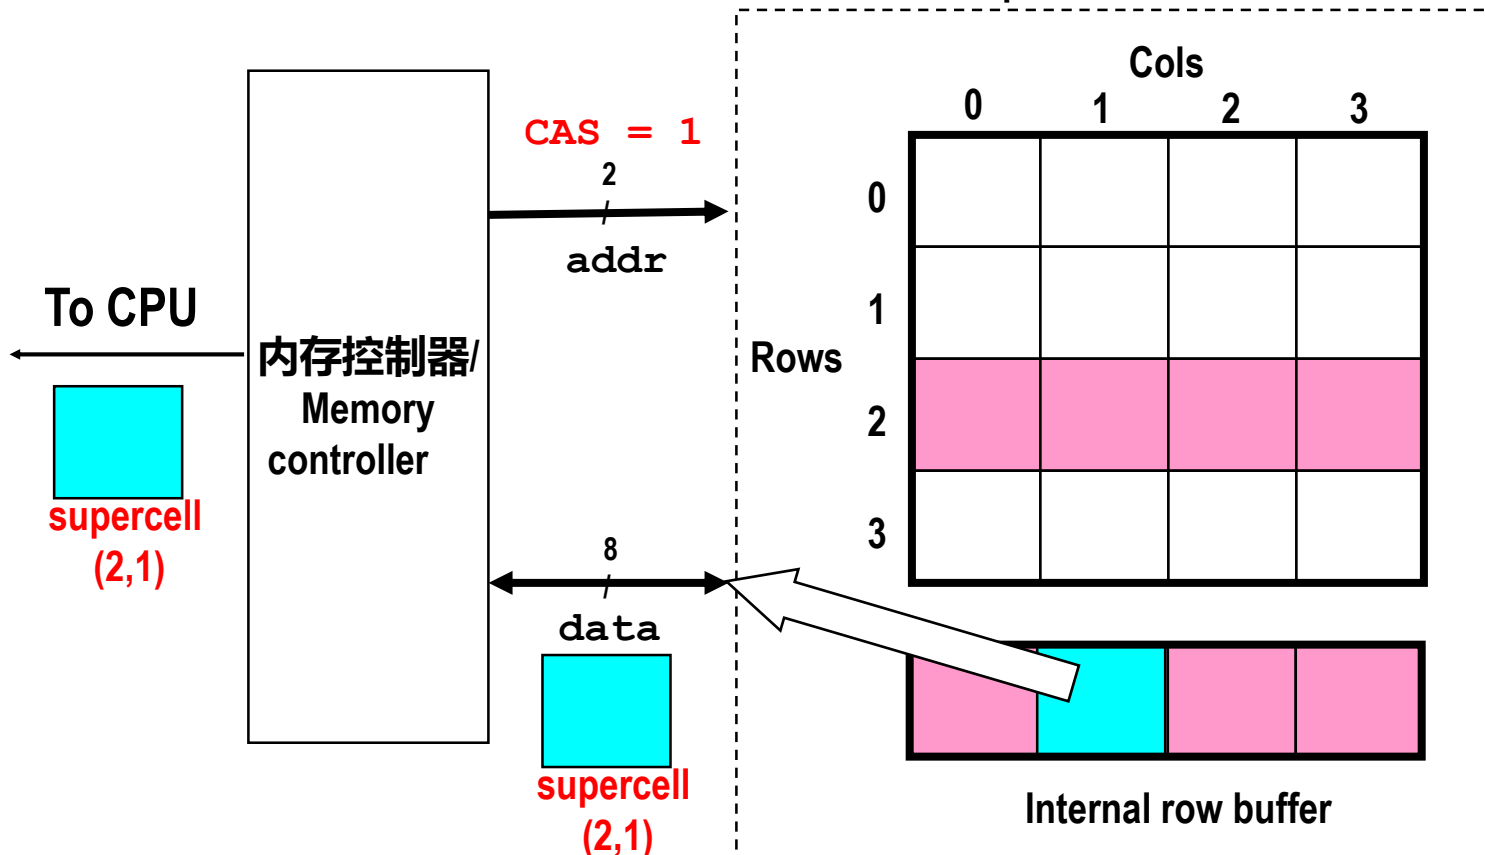 Cols
0 1 2 3
CAS = 1
2
addr
0
1
Rows
2
3
To CPU
内存控制器/
Memory
controller
supercell
(2,1)
8
data
supercell
(2,1)
Internal row buffer